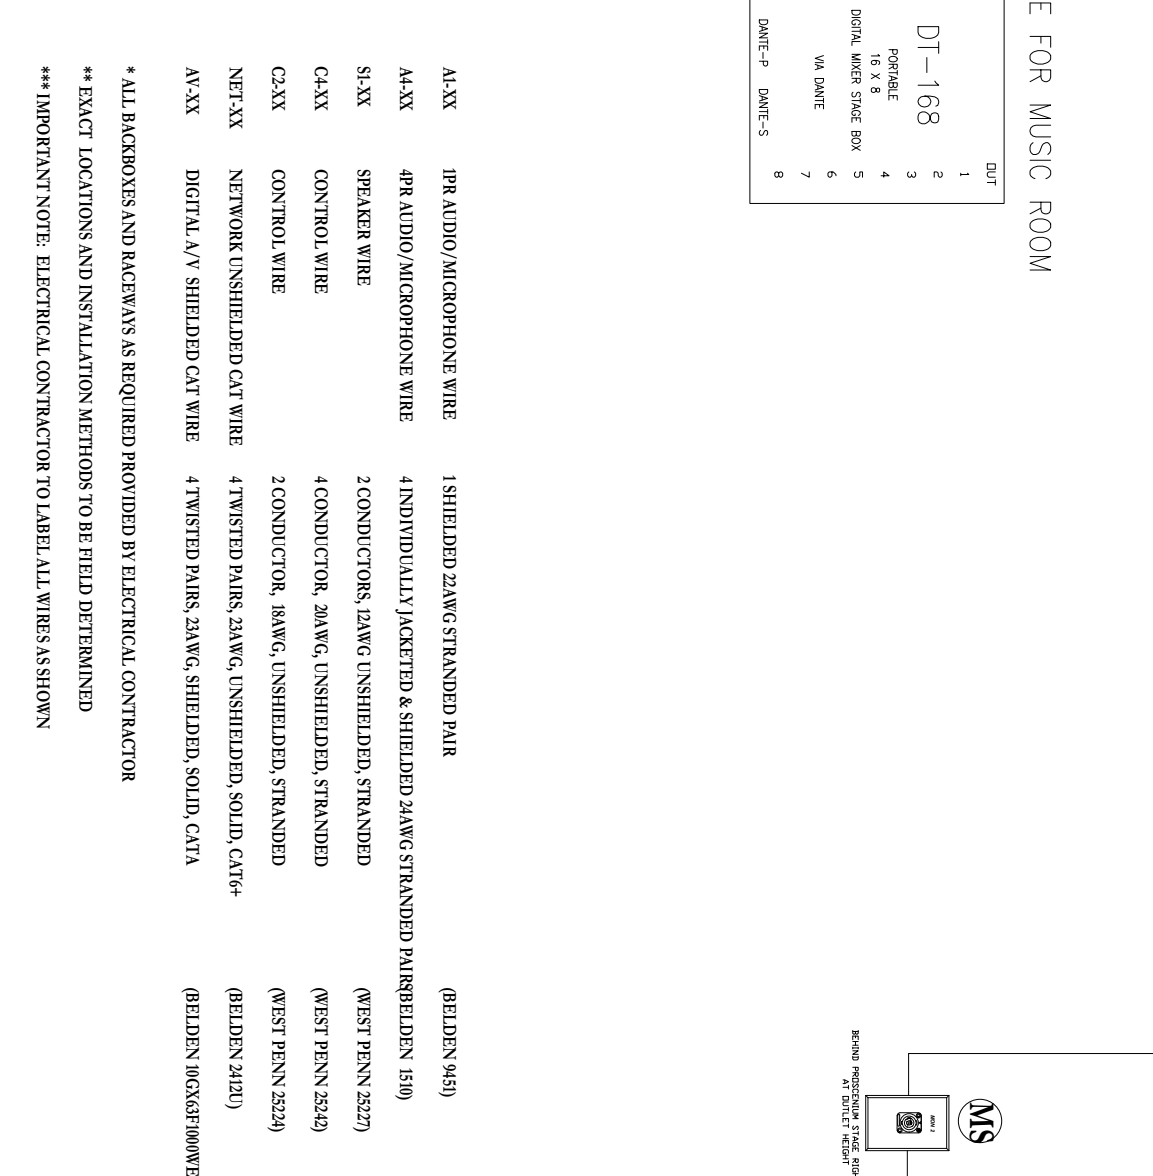 E FOR MUSIC ROOM
OUT
DT-168
PORTABLE
16 X 8
DIGITAL MIXER STAGE BOX
VIA DANTE
DANTE-P DANTE-S
1
2
3
4
5
6
7
8
A1-XX 1PR AUDIO/MICROPHONE WIRE 1 SHIELDED 22AWG STRANDED PAIR (BELDEN 9451)
A4-XX 4PR AUDIO/MICROPHONE WIRE 4 INDIVIDUALLY JACKETED & SHIELDED 24AWG STRANDED PAIRS (BELDEN 1510)
S1-XX SPEAKER WIRE 2 CONDUCTORS, 12AWG UNSHIELDED, STRANDED (WEST PENN 25227)
C4-XX CONTROL WIRE 4 CONDUCTOR, 20AWG, UNSHIELDED, STRANDED (WEST PENN 25242)
C2-XX CONTROL WIRE 2 CONDUCTOR, 18AWG, UNSHIELDED, STRANDED (WEST PENN 25224)
NET-XX NETWORK UNSHIELDED CAT WIRE 4 TWISTED PAIRS, 23AWG, UNSHIELDED, SOLID, CAT6+ (BELDEN 2412U)
AV-XX DIGITAL A/V SHIELDED CAT WIRE 4 TWISTED PAIRS, 23AWG, SHIELDED, SOLID, CATA (BELDEN 10GX63F1000WE
* ALL BACKBOXES AND RACEWAYS AS REQUIRED PROVIDED BY ELECTRICAL CONTRACTOR
** EXACT LOCATIONS AND INSTALLATION METHODS TO BE FIELD DETERMINED
*** IMPORTANT NOTE: ELECTRICAL CONTRACTOR TO LABEL ALL WIRES AS SHOWN
MS
MON 2
BEHIND PROSCENIUM STAGE RIGH
AT OUTLET HEIGHT